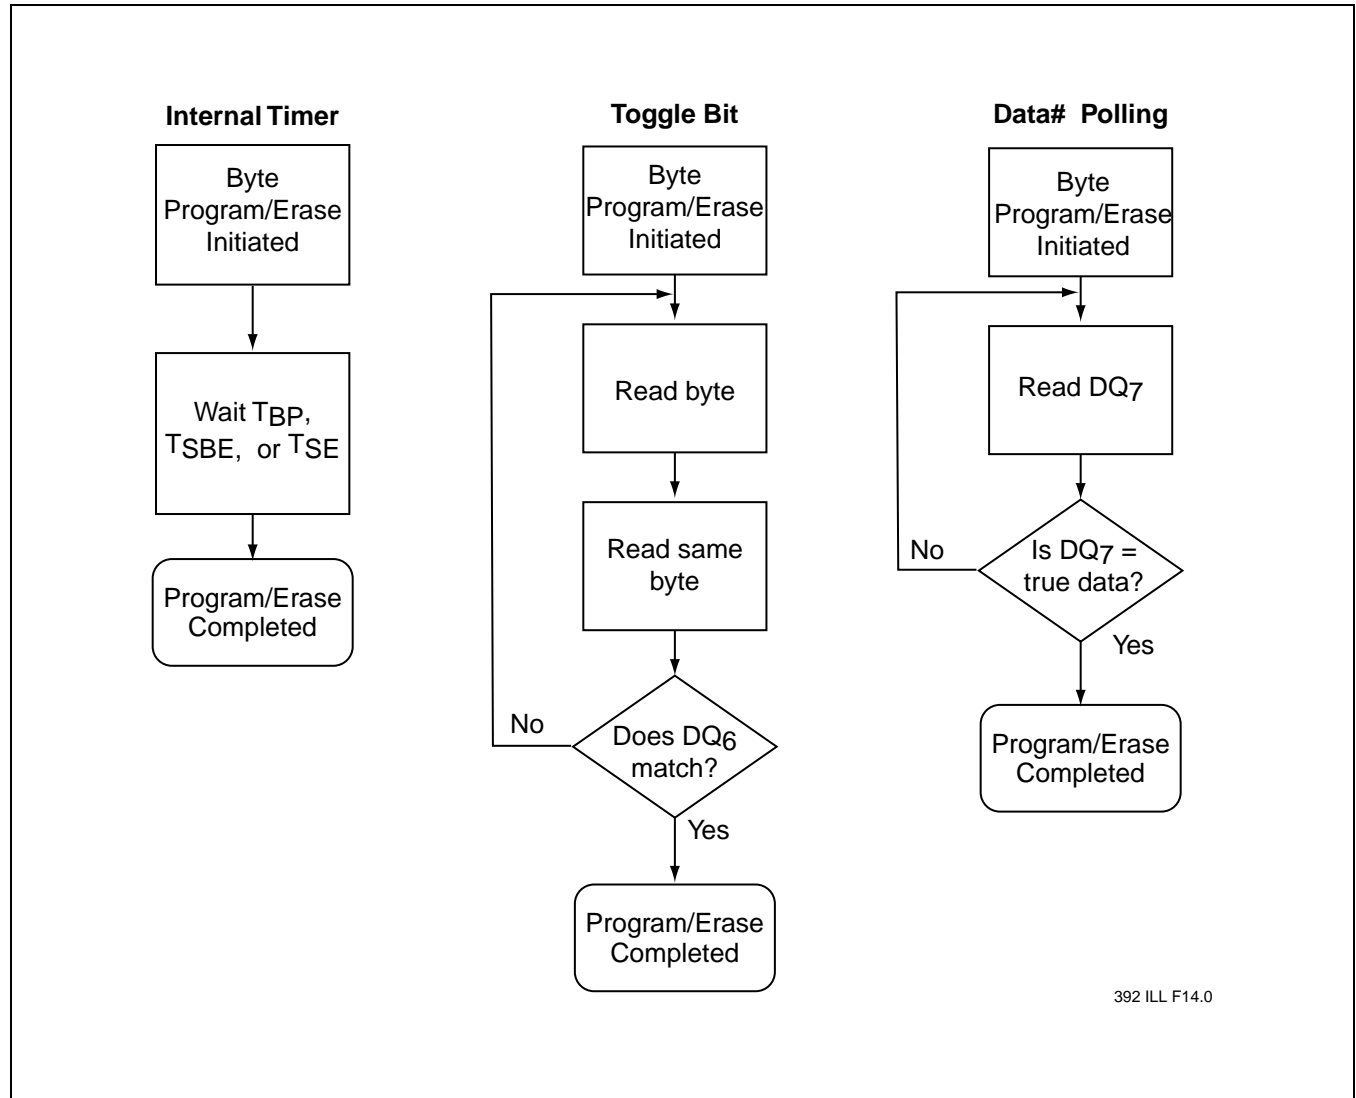 Internal Timer
Byte
Program/Erase
Initiated
Wait TBP,
TSBE, or TSE
Program/Erase
Completed
Toggle Bit
Byte
Program/Erase
Initiated
Read byte
Read same
byte
No
Does DQ6
match?
Yes
Program/Erase
Completed
Data# Polling
Byte
Program/Erase
Initiated
Read DQ7
No
Is DQ7 =
true data?
Yes
Program/Erase
Completed
392 ILL F14.0